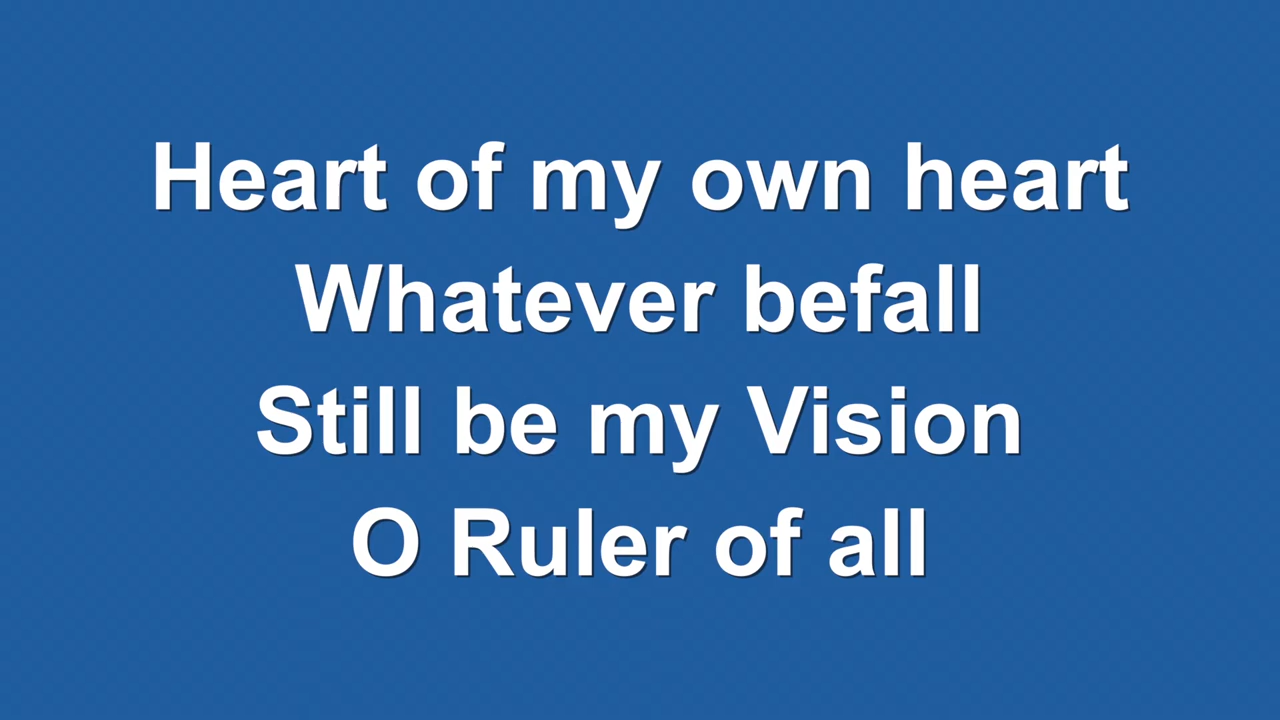 Heart of my own heart
Whatever befall
Still be my Vision
O Ruler of all